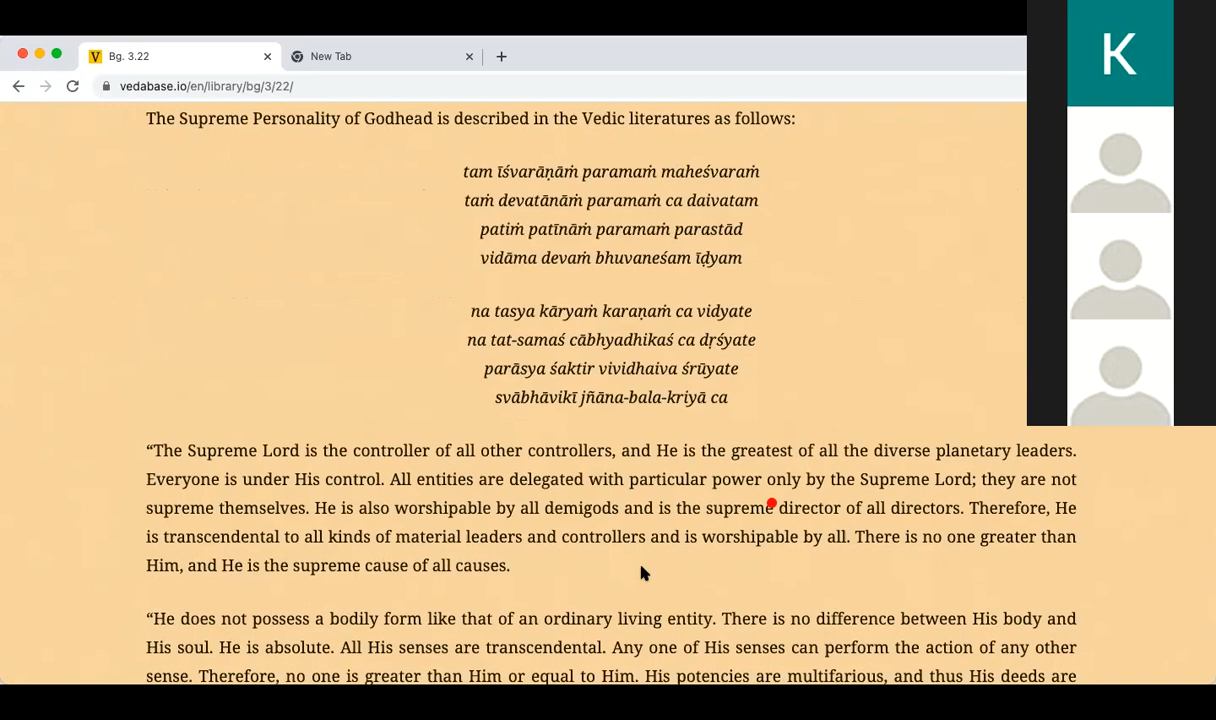 Bg. 3.22
New Tab
vedabase.io/en/library/bg/3/22/
K
The Supreme Personality of Godhead is described in the Vedic literatures as follows:
tam īśvarāṇāṁ paramaṁ maheśvaraṁ
taṁ devatānāṁ paramaṁ ca daivatam
patiṁ patīnāṁ paramaṁ parastād
vidāma devaṁ bhuvaneśam īḍyam
na tasya kāryaṁ karaṇaṁ ca vidyate
na tat-samaś cābhyadhikaś ca dṛśyate
parāsya śaktir vividhaiva śrūyate
svābhāvikī jñāna-bala-kriyā ca
“The Supreme Lord is the controller of all other controllers, and He is the greatest of all the diverse planetary leaders.
Everyone is under His control. All entities are delegated with particular power only by the Supreme Lord; they are not
supreme themselves. He is also worshipable by all demigods and is the supreme director of all directors. Therefore, He
is transcendental to all kinds of material leaders and controllers and is worshipable by all. There is no one greater than
Him, and He is the supreme cause of all causes.
“He does not possess a bodily form like that of an ordinary living entity. There is no difference between His body and
His soul. He is absolute. All His senses are transcendental. Any one of His senses can perform the action of any other
sense. Therefore, no one is greater than Him or equal to Him. His potencies are multifarious, and thus His deeds are